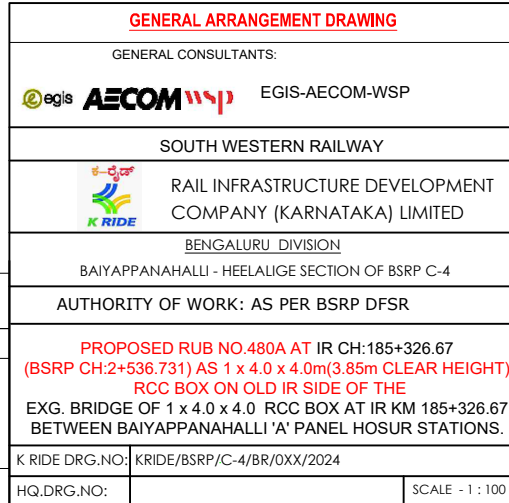 GENERAL ARRANGEMENT DRAWING
GENERAL CONSULTANTS:
egis AECOM wsp EGIS-AECOM-WSP
SOUTH WESTERN RAILWAY
ಕೆ-ರೈಡ್
K RIDE
RAIL INFRASTRUCTURE DEVELOPMENT
COMPANY (KARNATAKA) LIMITED
BENGALURU DIVISION
BAIYAPPANAHALLI - HEELALIGE SECTION OF BSRP C-4
AUTHORITY OF WORK: AS PER BSRP DFSR
PROPOSED RUB NO.480A AT IR CH:185+326.67
(BSRP CH:2+536.731) AS 1 x 4.0 x 4.0m(3.85m CLEAR HEIGHT)
RCC BOX ON OLD IR SIDE OF THE
EXG. BRIDGE OF 1 x 4.0 x 4.0 RCC BOX AT IR KM 185+326.67
BETWEEN BAIYAPPANAHALLI 'A' PANEL HOSUR STATIONS.
K RIDE DRG.NO: KRIDE/BSRP/C-4/BR/0XX/2024
HQ.DRG.NO: SCALE - 1 : 100